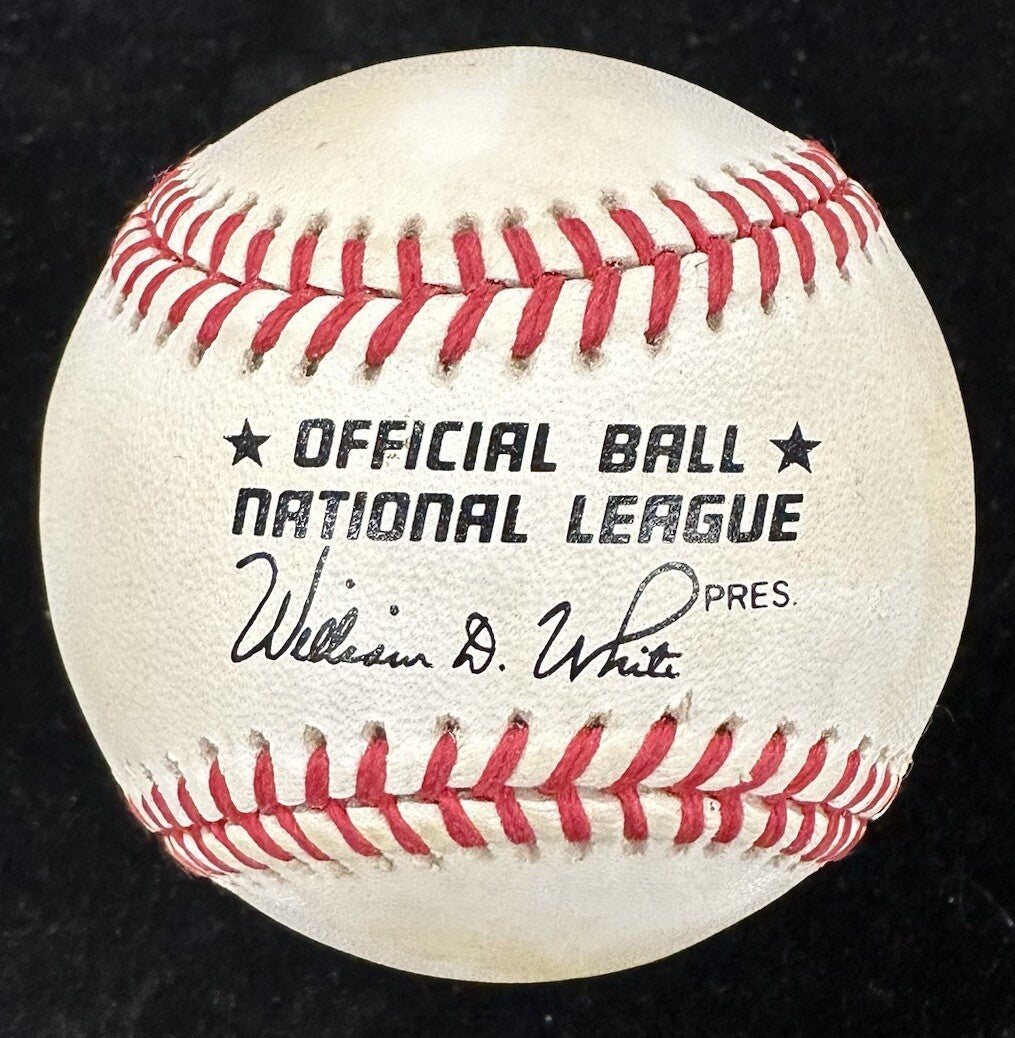 ★ OFFICIAL BALL ★
NATIONAL LEAGUE
William D. White PRES.